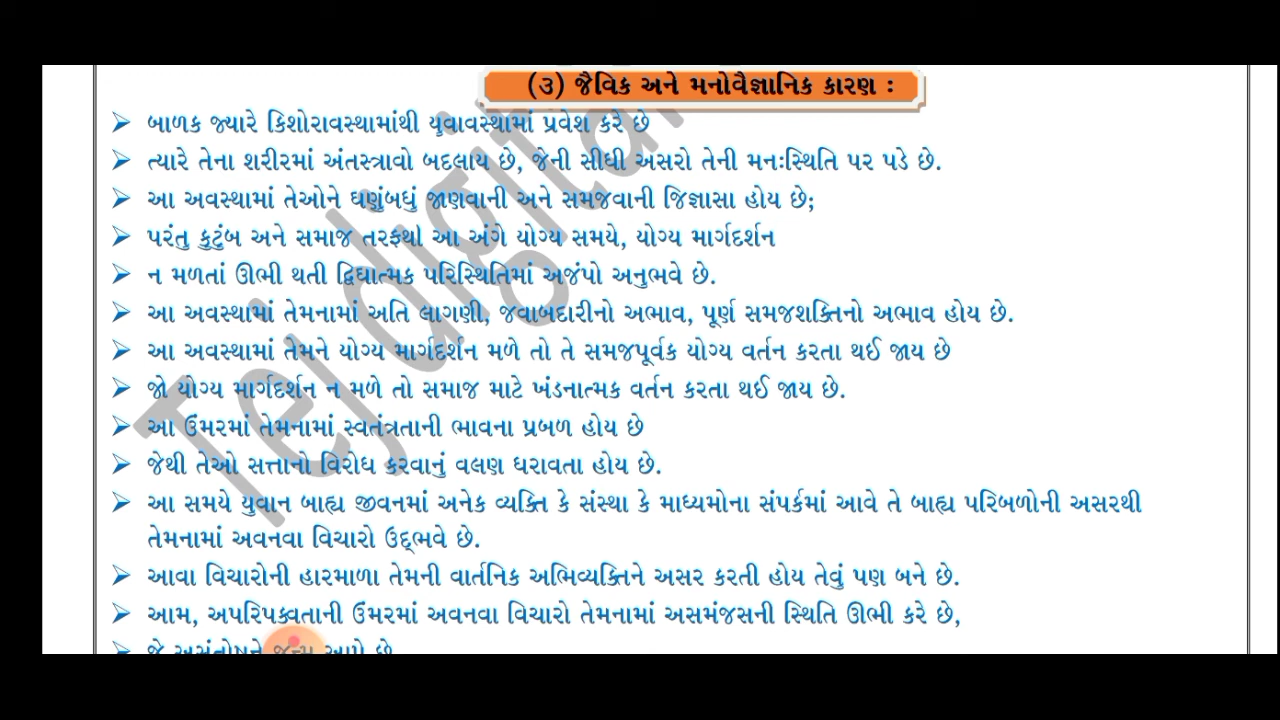 (૩) જૈવિક અને મનોવૈજ્ઞાનિક કારણ :
➢ બાળક જ્યારે કિશોરાવસ્થામાંથી યુવાવસ્થામાં પ્રવેશ કરે છે
➢ ત્યારે તેના શરીરમાં અંતસ્ત્રાવો બદલાય છે, જેની સીધી અસરો તેની મનઃસ્થિતિ પર પડે છે.
➢ આ અવસ્થામાં તેઓને ઘણુંબધું જાણવાની અને સમજવાની જિજ્ઞાસા હોય છે;
➢ પરંતુ કુટુંબ અને સમાજ તરફથી આ અંગે યોગ્ય સમયે, યોગ્ય માર્ગદર્શન
➢ ન મળતાં ઊભી થતી દ્વિઘાત્મક પરિસ્થિતિમાં અજંપો અનુભવે છે.
➢ આ અવસ્થામાં તેમનામાં અતિ લાગણી, જવાબદારીનો અભાવ, પૂર્ણ સમજશક્તિનો અભાવ હોય છે.
➢ આ અવસ્થામાં તેમને યોગ્ય માર્ગદર્શન મળે તો તે સમજપૂર્વક યોગ્ય વર્તન કરતા થઈ જાય છે
➢ જો યોગ્ય માર્ગદર્શન ન મળે તો સમાજ માટે ખંડનાત્મક વર્તન કરતા થઈ જાય છે.
➢ આ ઉંમરમાં તેમનામાં સ્વતંત્રતાની ભાવના પ્રબળ હોય છે
➢ જેથી તેઓ સત્તાનો વિરોધ કરવાનું વલણ ધરાવતા હોય છે.
➢ આ સમયે યુવાન બાહ્ય જીવનમાં અનેક વ્યક્તિ કે સંસ્થા કે માધ્યમોના સંપર્કમાં આવે તે બાહ્ય પરિબળોની અસરથી
તેમનામાં અવનવા વિચારો ઉદ્ભવે છે.
➢ આવા વિચારોની હારમાળા તેમની વાર્તનિક અભિવ્યક્તિને અસર કરતી હોય તેવું પણ બને છે.
➢ આમ, અપરિપક્વતાની ઉંમરમાં અવનવા વિચારો તેમનામાં અસમંજસની સ્થિતિ ઊભી કરે છે,
➢ જે અસંતોષને જન્મ આપે છે
Tej digital